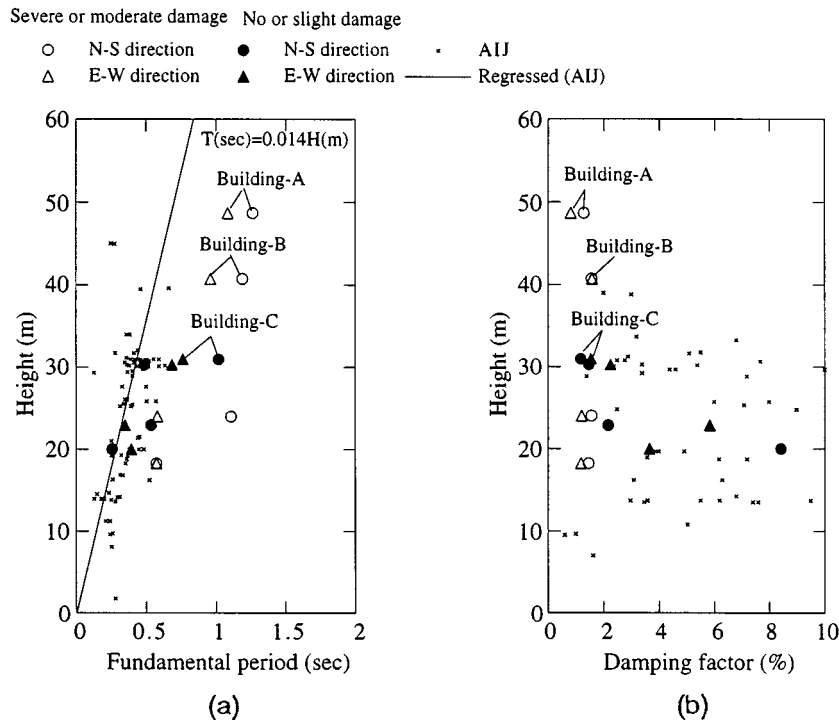 Severe or moderate damage No or slight damage
N-S direction N-S direction AIJ
E-W direction E-W direction Regressed (AIJ)
60
50
40
30
20
10
0
T(sec)=0.014H(m)
Building-A
Building-B
Building-C
Height (m)
0 0.5 1 1.5 2
Fundamental period (sec)
(a)
60
50
40
30
20
10
0
Building-A
Building-B
Building-C
Height (m)
0 2 4 6 8 10
Damping factor (%)
(b)